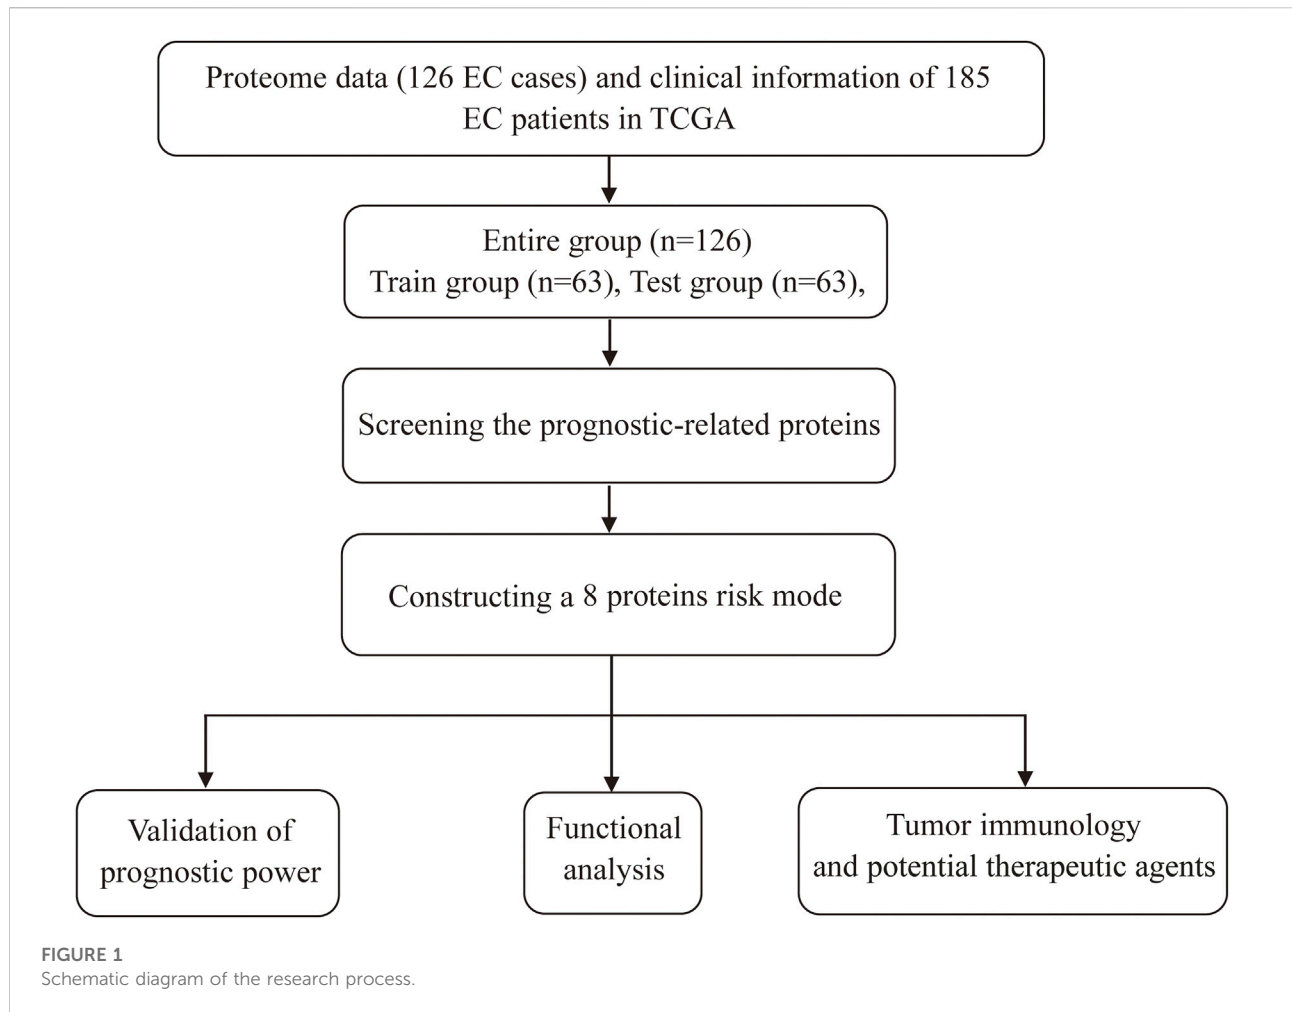 Proteome data (126 EC cases) and clinical information of 185
EC patients in TCGA
Entire group (n=126)
Train group (n=63), Test group (n=63),
Screening the prognostic-related proteins
Constructing a 8 proteins risk mode
Validation of
prognostic power
Functional
analysis
Tumor immunology
and potential therapeutic agents
FIGURE 1
Schematic diagram of the research process.